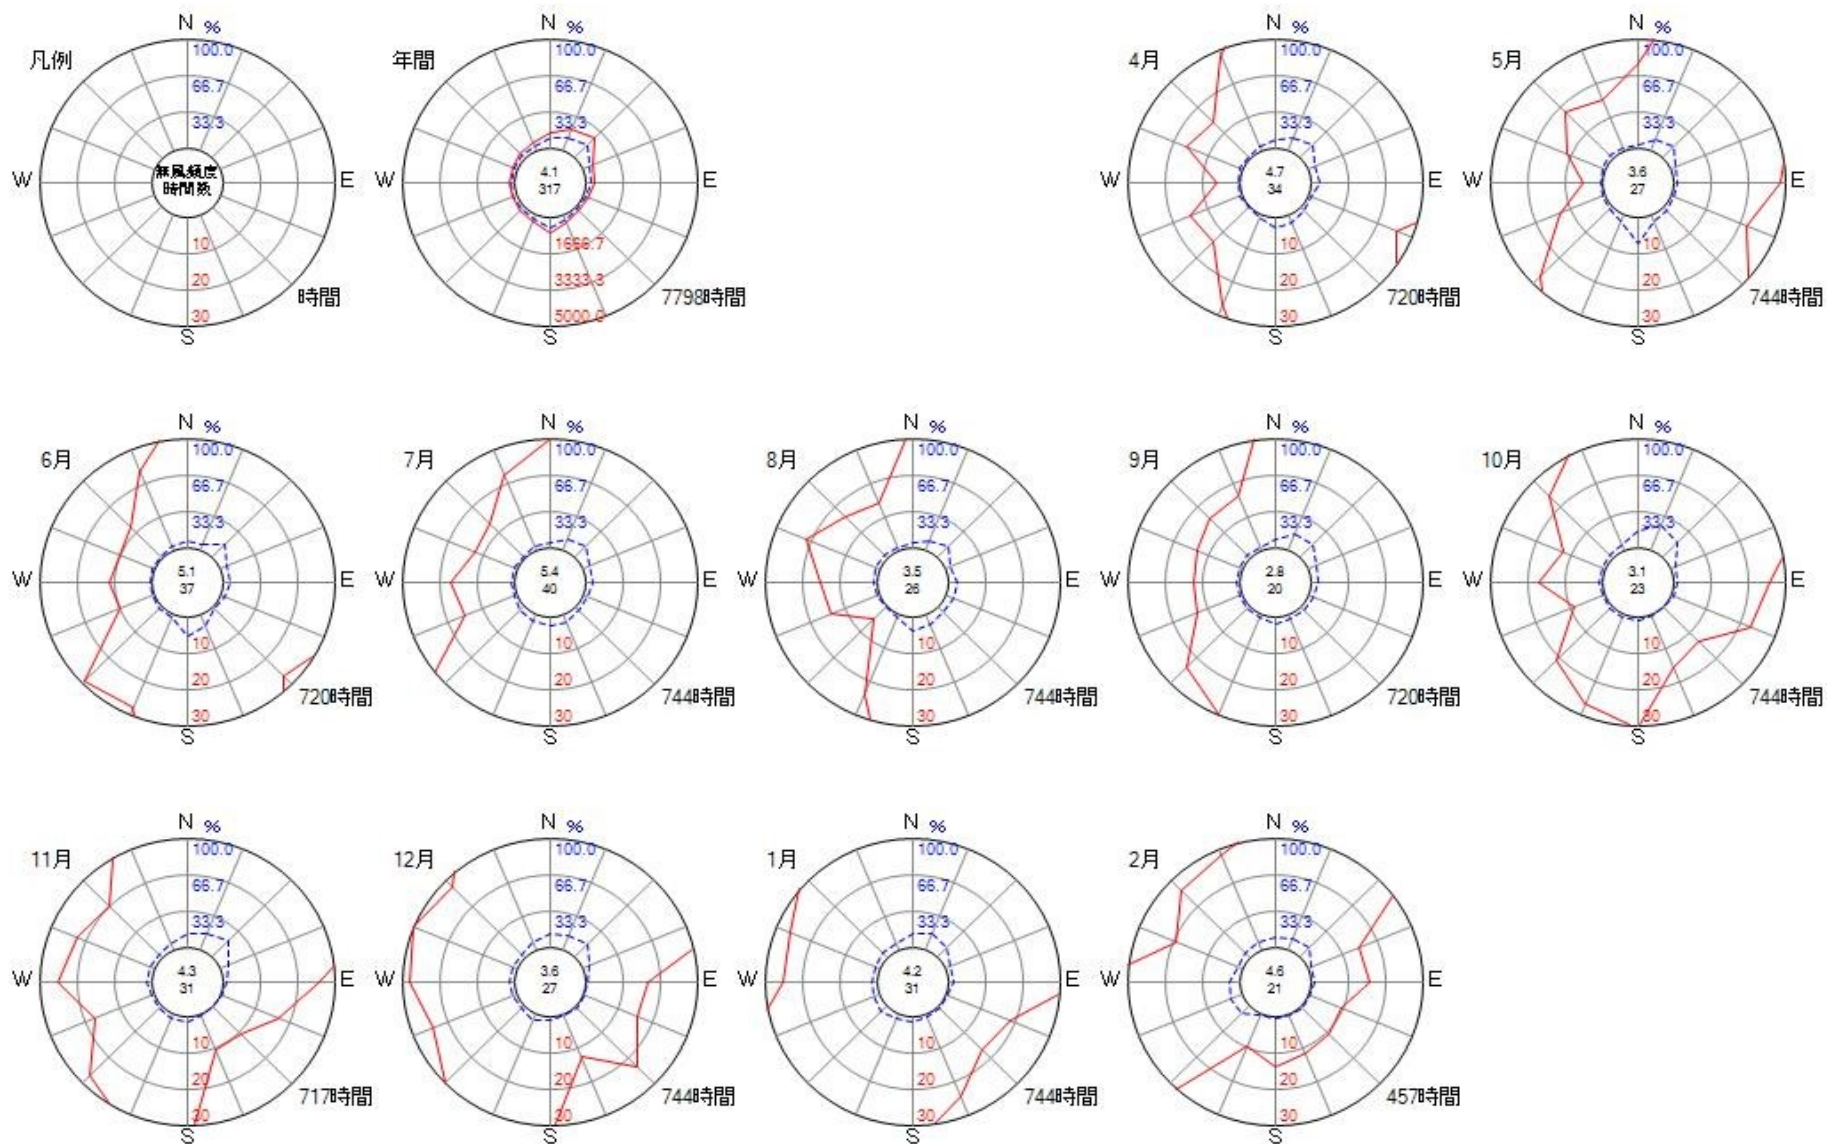 凡例
N %
100.0
66.7
33.3
W
無風頻度
時間数
E
10
20
30
S
時間
年間
N %
100.0
66.7
33.3
W
4.1
317
E
1666.7
3333.3
5000.0
S
7798時間
4月
N %
100.0
66.7
33.3
W
4.7
34
E
10
20
30
S
720時間
5月
N %
100.0
66.7
33.3
W
3.6
27
E
10
20
30
S
744時間
6月
N %
100.0
66.7
33.3
W
5.1
37
E
10
20
30
S
720時間
7月
N %
100.0
66.7
33.3
W
5.4
40
E
10
20
30
S
744時間
8月
N %
100.0
66.7
33.3
W
3.5
26
E
10
20
30
S
744時間
9月
N %
100.0
66.7
33.3
W
2.8
20
E
10
20
30
S
720時間
10月
N %
100.0
66.7
33.3
W
3.1
23
E
10
20
30
S
744時間
11月
N %
100.0
66.7
33.3
W
4.3
31
E
10
20
30
S
717時間
12月
N %
100.0
66.7
33.3
W
3.6
27
E
10
20
30
S
744時間
1月
N %
100.0
66.7
33.3
W
4.2
31
E
10
20
30
S
744時間
2月
N %
100.0
66.7
33.3
W
4.6
21
E
10
20
30
S
457時間